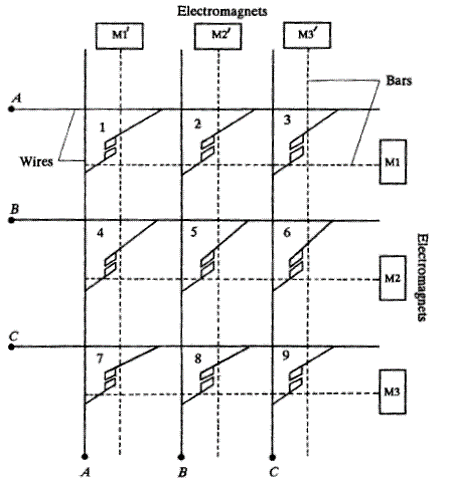 Electromagnets
M1′ M2′ M3′
Bars
A
1 2 3
Wires
M1
B
4 5 6
M2
Electromagnets
C
7 8 9
M3
A B C